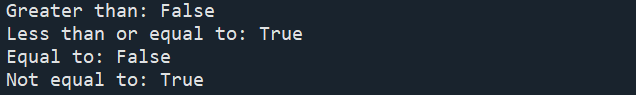 Greater than: False
Less than or equal to: True
Equal to: False
Not equal to: True